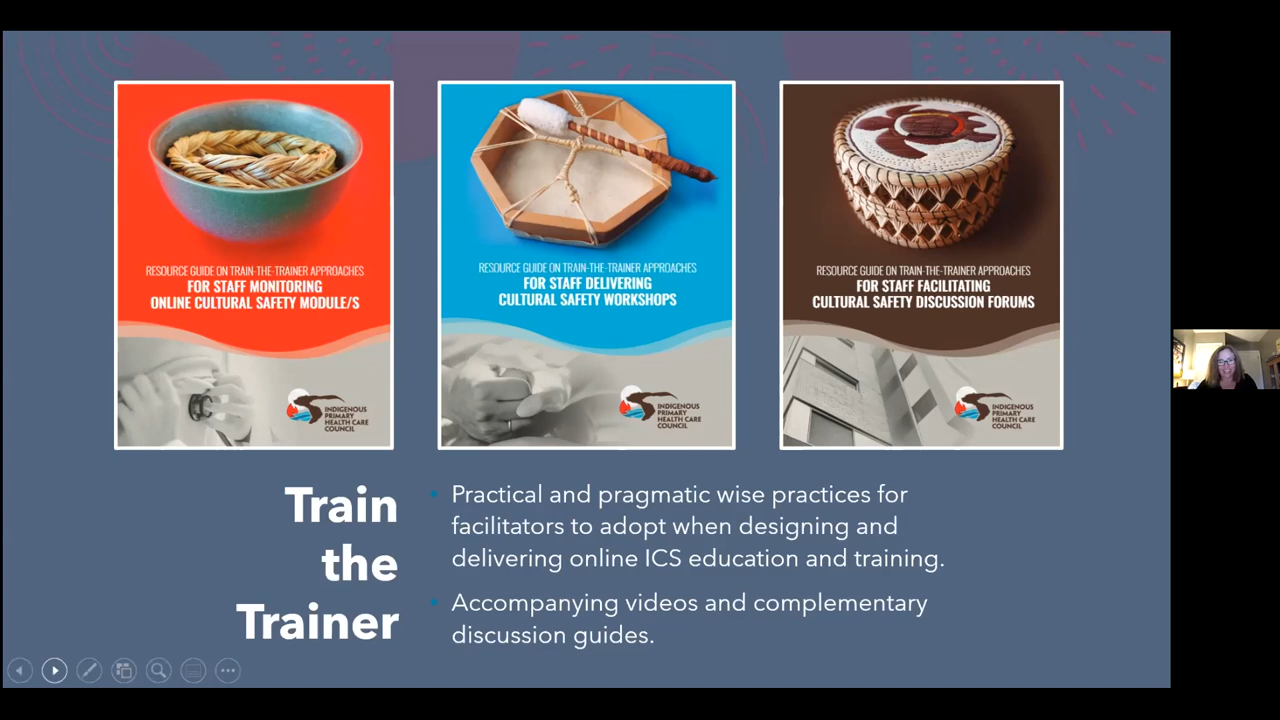 RESOURCE GUIDE ON TRAIN-THE-TRAINER APPROACHES
FOR STAFF MONITORING
ONLINE CULTURAL SAFETY MODULE/S
INDIGENOUS
PRIMARY
HEALTH CARE
COUNCIL
RESOURCE GUIDE ON TRAIN-THE-TRAINER APPROACHES
FOR STAFF DELIVERING
CULTURAL SAFETY WORKSHOPS
INDIGENOUS
PRIMARY
HEALTH CARE
COUNCIL
RESOURCE GUIDE ON TRAIN-THE-TRAINER APPROACHES
FOR STAFF FACILITATING
CULTURAL SAFETY DISCUSSION FORUMS
INDIGENOUS
PRIMARY
HEALTH CARE
COUNCIL
Train
the
Trainer
• Practical and pragmatic wise practices for
facilitators to adopt when designing and
delivering online ICS education and training.
• Accompanying videos and complementary
discussion guides.